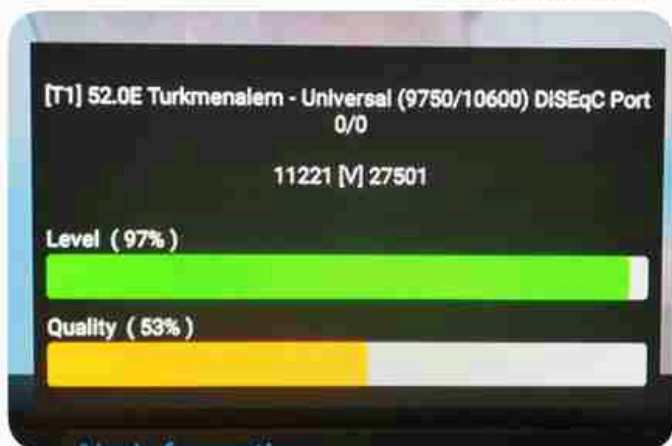 [T1] 52.0E Turkmenalem - Universal (9750/10600) DiSEqC Port
0/0
11221 [V] 27501
Level ( 97% )
Quality ( 53% )